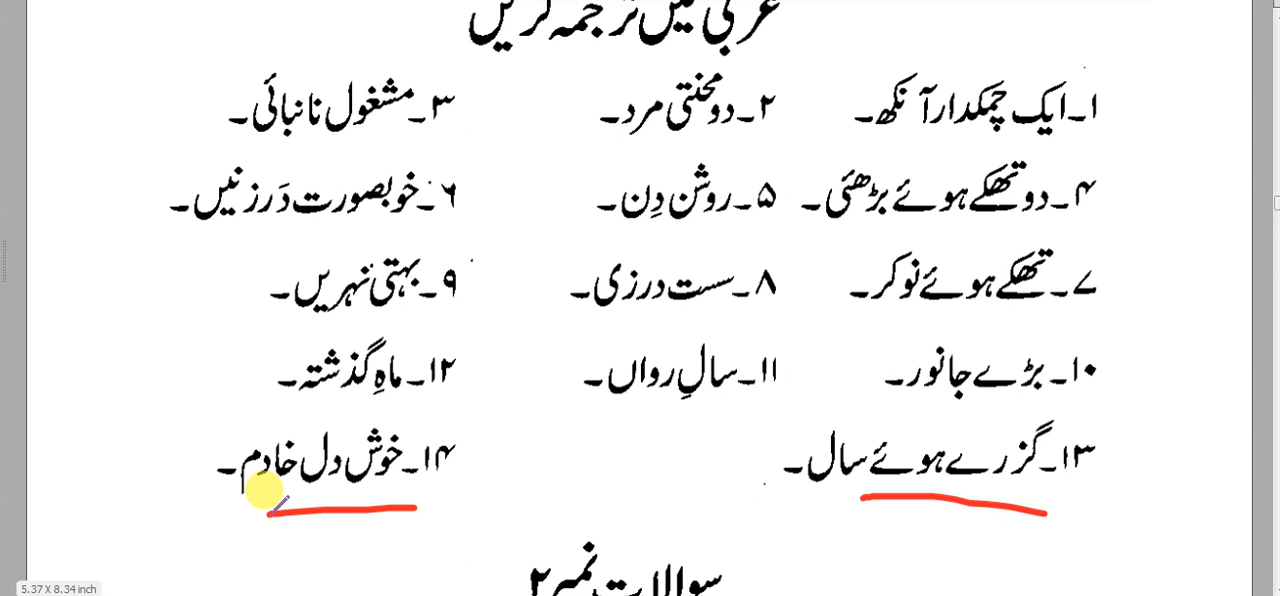 عربی میں ترجمہ کریں
۱۔ایک چمکدار آنکھ۔ ۲۔دو محنتی مرد۔ ۳۔مشغول نانبائی۔
۴۔دو تھکے ہوئے بڑھئی۔ ۵۔روشن دِن۔ ۶۔خوبصورت دَرزنیں۔
۷۔تھکے ہوئے نوکر۔ ۸۔سست درزی۔ ۹۔بہتی نہریں۔
۱۰۔بڑے جانور۔ ۱۱۔سالِ رواں۔ ۱۲۔ماہِ گذشتہ۔
۱۳۔گزرے ہوئے سال۔ ۱۴۔خوش دل خادم۔
سوالات نمبر ۲
5.37 X 8.34 inch